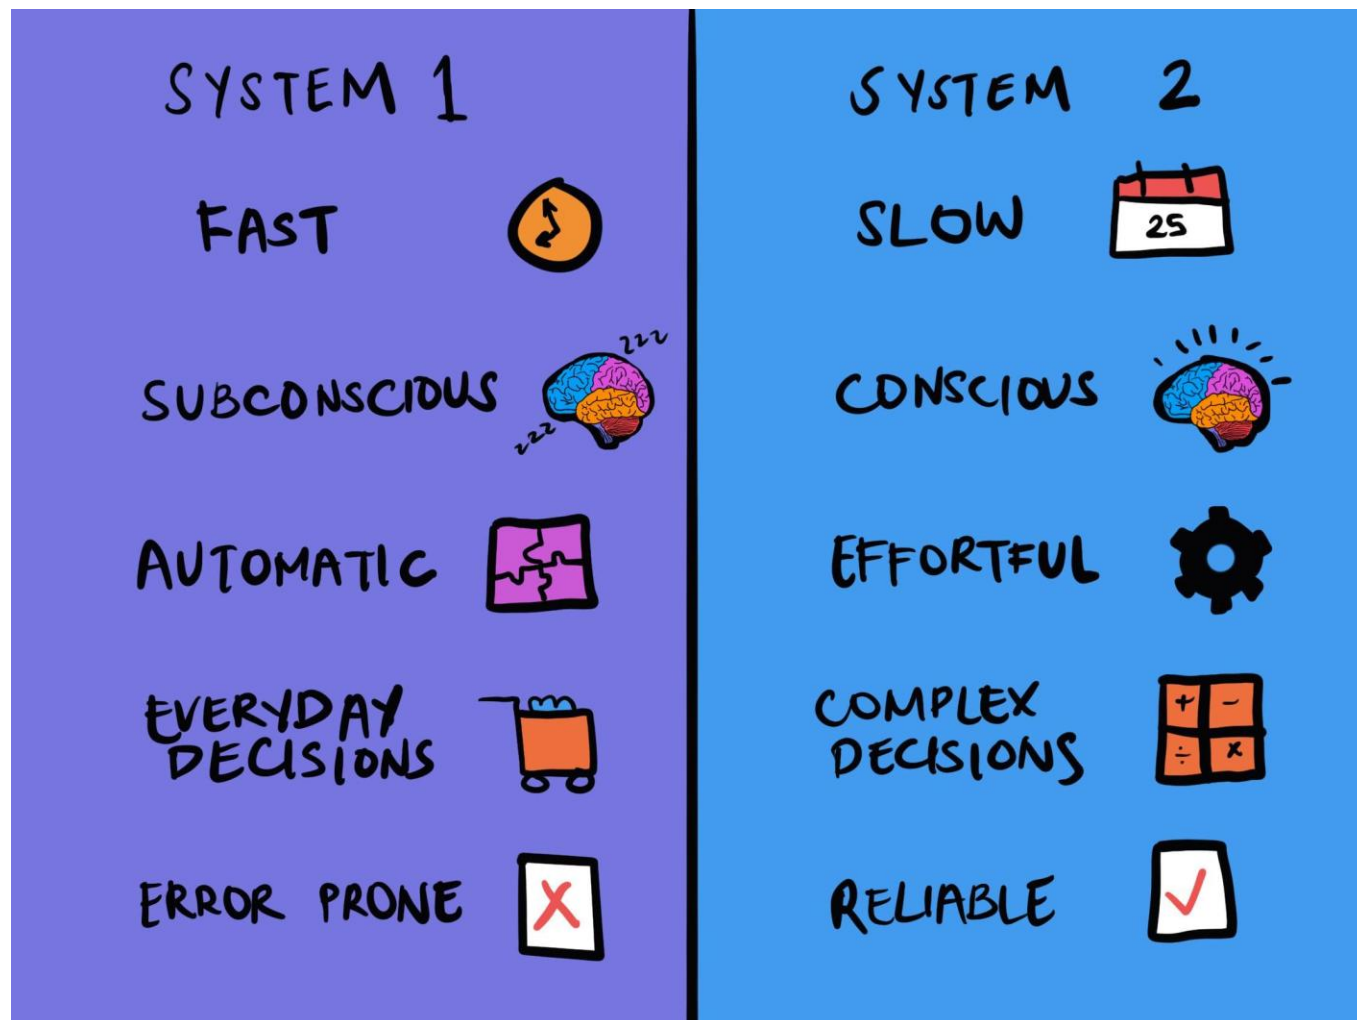 SYSTEM 1
FAST
SUBCONSCIOUS
zzz
zzz
AUTOMATIC
EVERYDAY
DECISIONS
ERROR PRONE
X
SYSTEM 2
SLOW
25
CONSCIOUS
EFFORTFUL
COMPLEX
DECISIONS
+ -
÷ x
RELIABLE